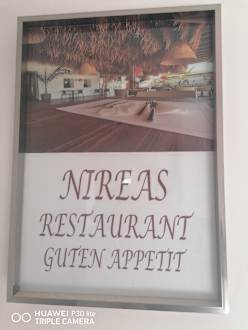 NIREAS
RESTAURANT
GUTEN APPETIT
HUAWEI P30 lite
TRIPLE CAMERA